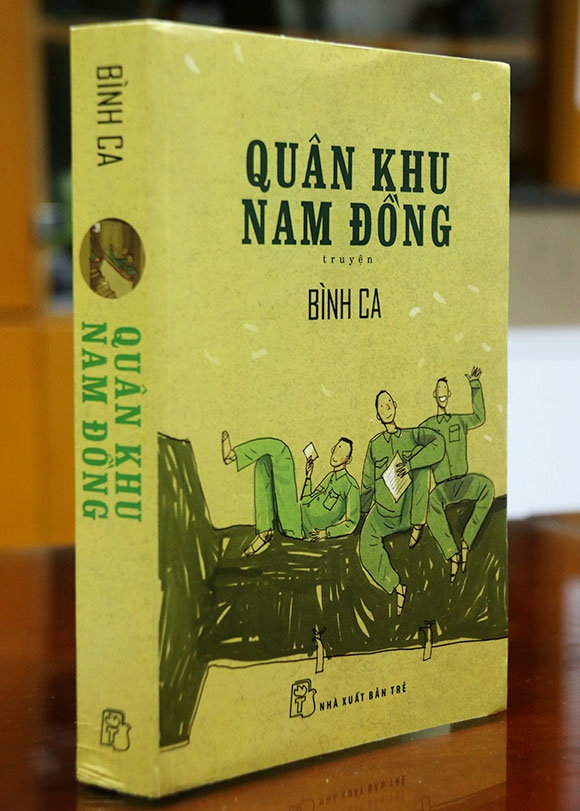 BÌNH CA
QUÂN KHU
NAM ĐỒNG
QUÂN KHU
NAM ĐỒNG
truyện
BÌNH CA
T
NHÀ XUẤT BẢN TRẺ